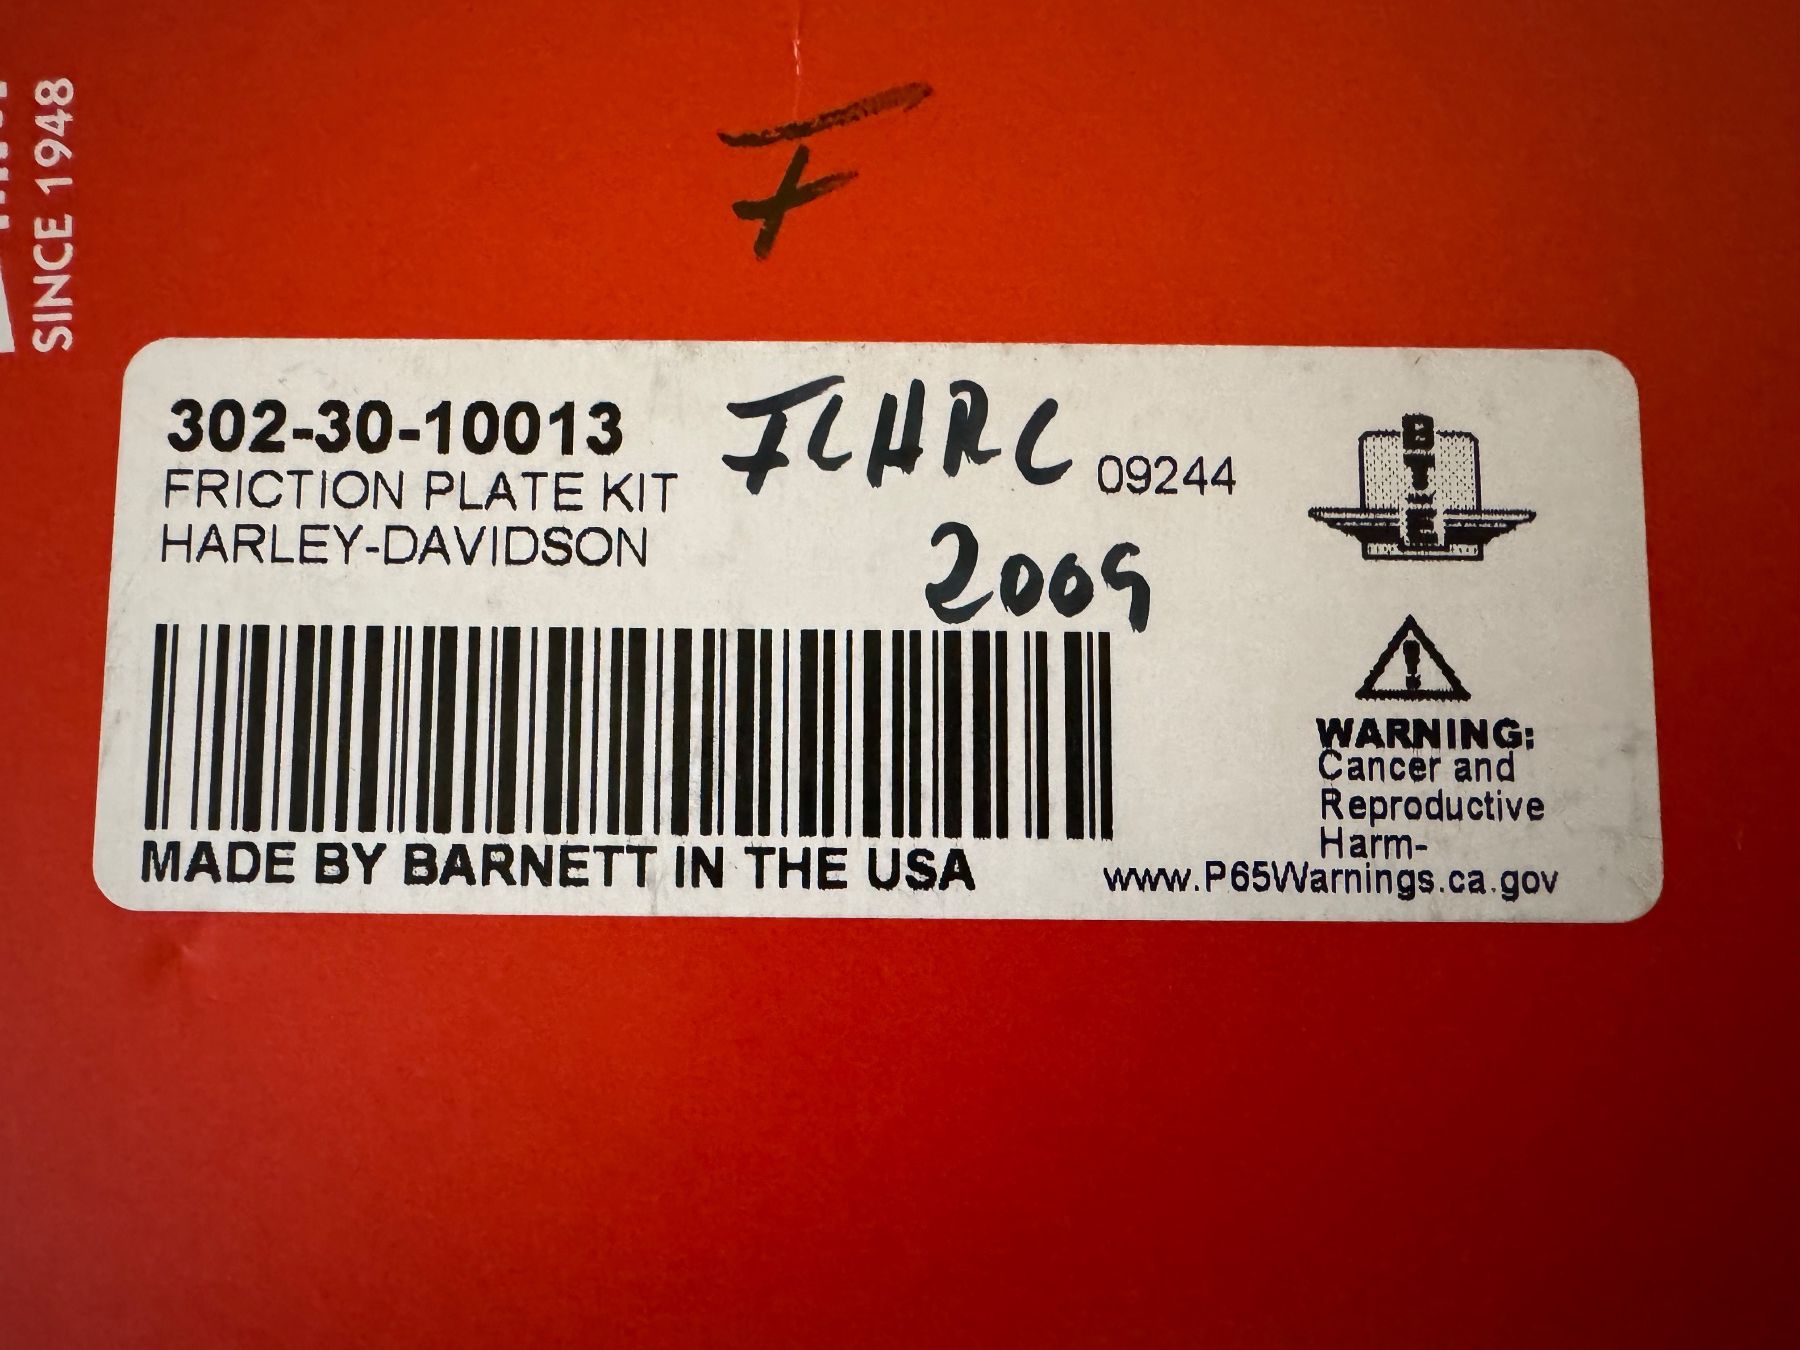 SINCE 1948
F
302-30-10013 FLHRC 09244
FRICTION PLATE KIT
HARLEY-DAVIDSON
2009
BTWE
WARNING:
Cancer and
Reproductive
Harm-
www.P65Warnings.ca.gov
MADE BY BARNETT IN THE USA